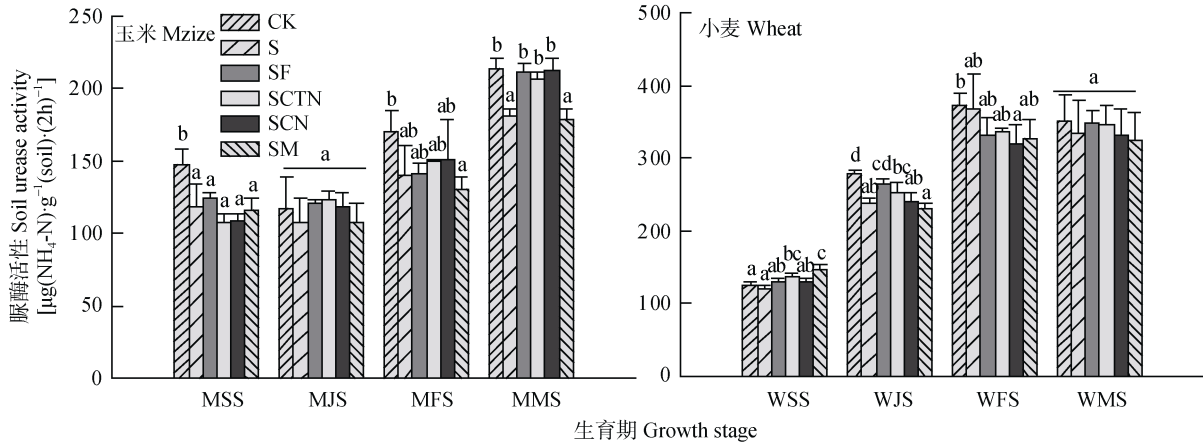 脲酶活性 Soil urease activity
[μg(NH₄-N)·g⁻¹(soil)·(2h)⁻¹]
玉米 Mzize
CK
S
SF
SCTN
SCN
SM
250
200
150
100
50
0
b a a a a a
a
b ab ab ab ab a
b a b b b a
MSS MJS MFS MMS
小麦 Wheat
500
400
300
200
100
0
a a ab bc ab c
d ab cd bc ab a
b ab ab ab a ab
a
WSS WJS WFS WMS
生育期 Growth stage